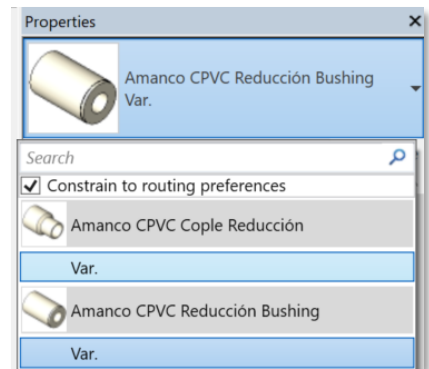 Properties
Amanco CPVC Reducción Bushing
Var.
Search
Constrain to routing preferences
Amanco CPVC Cople Reducción
Var.
Amanco CPVC Reducción Bushing
Var.